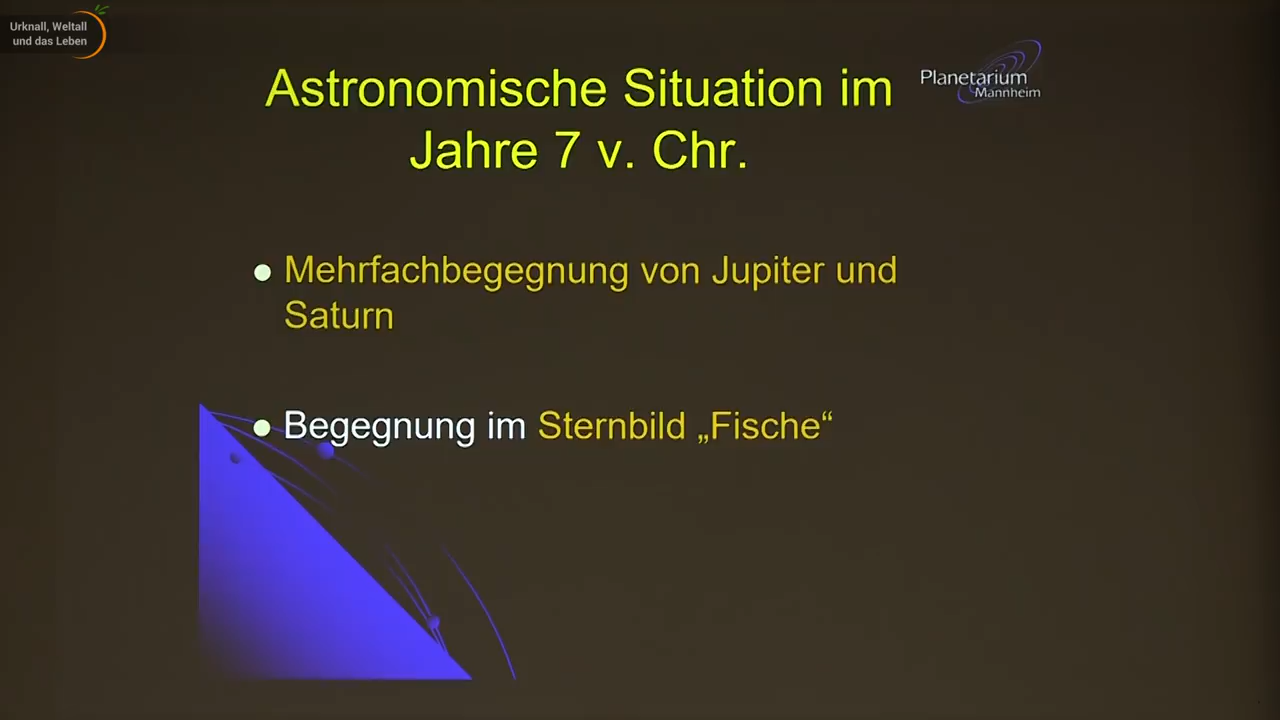 Urknall, Weltall
und das Leben
Astronomische Situation im
Jahre 7 v. Chr.
Planetarium
Mannheim
● Mehrfachbegegnung von Jupiter und
Saturn
● Begegnung im Sternbild „Fische“